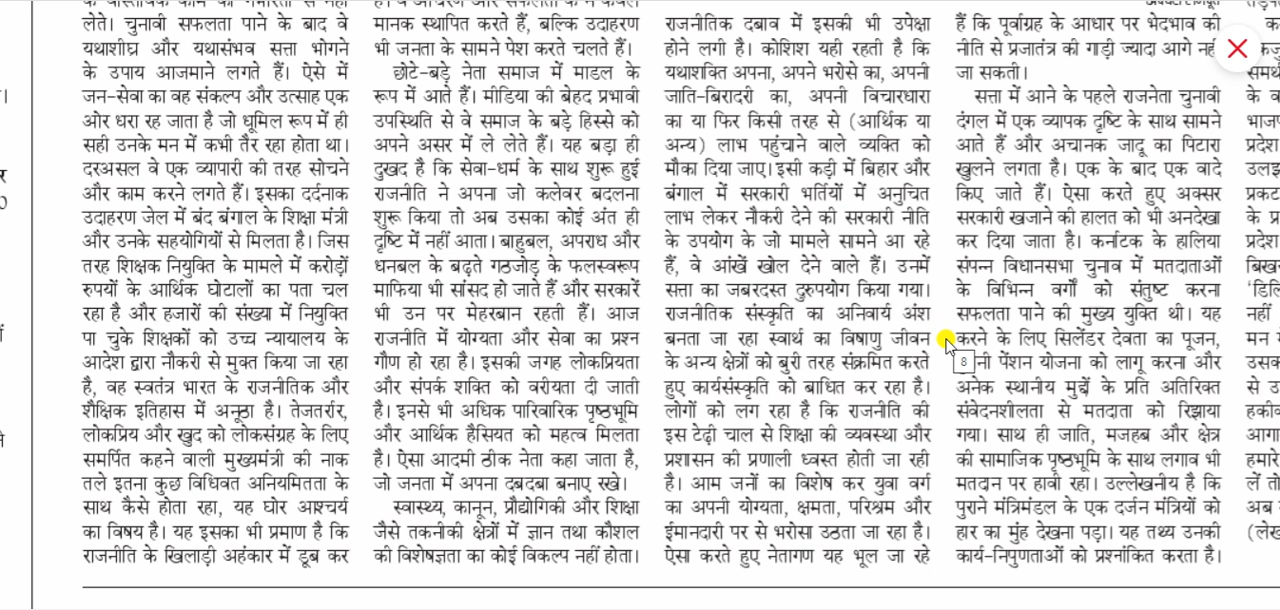 लेते। चुनावी सफलता पाने के बाद वे
यथाशीघ्र और यथासंभव सत्ता भोगने
के उपाय आजमाने लगते हैं। ऐसे में
जन-सेवा का वह संकल्प और उत्साह एक
ओर धरा रह जाता है जो धूमिल रूप में ही
सही उनके मन में कभी तैर रहा होता था।
दरअसल वे एक व्यापारी की तरह सोचने
और काम करने लगते हैं। इसका दर्दनाक
उदाहरण जेल में बंद बंगाल के शिक्षा मंत्री
और उनके सहयोगियों से मिलता है। जिस
तरह शिक्षक नियुक्ति के मामले में करोड़ों
रुपयों के आर्थिक घोटालों का पता चल
रहा है और हजारों की संख्या में नियुक्ति
पा चुके शिक्षकों को उच्च न्यायालय के
आदेश द्वारा नौकरी से मुक्त किया जा रहा
है, वह स्वतंत्र भारत के राजनीतिक और
शैक्षिक इतिहास में अनूठा है। तेजतर्रार,
लोकप्रिय और खुद को लोकसंग्रह के लिए
समर्पित कहने वाली मुख्यमंत्री की नाक
तले इतना कुछ विधिवत अनियमितता के
साथ कैसे होता रहा, यह घोर आश्चर्य
का विषय है। यह इसका भी प्रमाण है कि
राजनीति के खिलाड़ी अहंकार में डूब कर
मानक स्थापित करते हैं, बल्कि उदाहरण
भी जनता के सामने पेश करते चलते हैं।
छोटे-बड़े नेता समाज में माडल के
रूप में आते हैं। मीडिया की बेहद प्रभावी
उपस्थिति से वे समाज के बड़े हिस्से को
अपने असर में ले लेते हैं। यह बड़ा ही
दुखद है कि सेवा-धर्म के साथ शुरू हुई
राजनीति ने अपना जो कलेवर बदलना
शुरू किया तो अब उसका कोई अंत ही
दृष्टि में नहीं आता। बाहुबल, अपराध और
धनबल के बढ़ते गठजोड़ के फलस्वरूप
माफिया भी सांसद हो जाते हैं और सरकारें
भी उन पर मेहरबान रहती हैं। आज
राजनीति में योग्यता और सेवा का प्रश्न
गौण हो रहा है। इसकी जगह लोकप्रियता
और संपर्क शक्ति को वरीयता दी जाती
है। इनसे भी अधिक पारिवारिक पृष्ठभूमि
और आर्थिक हैसियत को महत्व मिलता
है। ऐसा आदमी ठीक नेता कहा जाता है,
जो जनता में अपना दबदबा बनाए रखे।
स्वास्थ्य, कानून, प्रौद्योगिकी और शिक्षा
जैसे तकनीकी क्षेत्रों में ज्ञान तथा कौशल
की विशेषज्ञता का कोई विकल्प नहीं होता।
राजनीतिक दबाव में इसकी भी उपेक्षा
होने लगी है। कोशिश यही रहती है कि
यथाशक्ति अपना, अपने भरोसे का, अपनी
जाति-बिरादरी का, अपनी विचारधारा
का या फिर किसी तरह से (आर्थिक या
अन्य) लाभ पहुंचाने वाले व्यक्ति को
मौका दिया जाए। इसी कड़ी में बिहार और
बंगाल में सरकारी भर्तियों में अनुचित
लाभ लेकर नौकरी देने की सरकारी नीति
के उपयोग के जो मामले सामने आ रहे
हैं, वे आंखें खोल देने वाले हैं। उनमें
सत्ता का जबरदस्त दुरुपयोग किया गया।
राजनीतिक संस्कृति का अनिवार्य अंश
बनता जा रहा स्वार्थ का विषाणु जीवन
के अन्य क्षेत्रों को बुरी तरह संक्रमित करते
हुए कार्यसंस्कृति को बाधित कर रहा है।
लोगों को लग रहा है कि राजनीति की
इस टेढ़ी चाल से शिक्षा की व्यवस्था और
प्रशासन की प्रणाली ध्वस्त होती जा रही
है। आम जनों का विशेष कर युवा वर्ग
का अपनी योग्यता, क्षमता, परिश्रम और
ईमानदारी पर से भरोसा उठता जा रहा है।
ऐसा करते हुए नेतागण यह भूल जा रहे
हैं कि पूर्वाग्रह के आधार पर भेदभाव की
नीति से प्रजातंत्र की गाड़ी ज्यादा आगे
जा सकती।
सत्ता में आने के पहले राजनेता चुनावी
दंगल में एक व्यापक दृष्टि के साथ सामने
आते हैं और अचानक जादू का पिटारा
खुलने लगता है। एक के बाद एक वादे
किए जाते हैं। ऐसा करते हुए अक्सर
सरकारी खजाने की हालत को भी अनदेखा
कर दिया जाता है। कर्नाटक के हालिया
संपन्न विधानसभा चुनाव में मतदाताओं
के विभिन्न वर्गों को संतुष्ट करना
सफलता पाने की मुख्य युक्ति थी। यह
करने के लिए सिलेंडर देवता का पूजन,
पेंशन योजना को लागू करना और
अनेक स्थानीय मुद्दों के प्रति अतिरिक्त
संवेदनशीलता से मतदाता को रिझाया
गया। साथ ही जाति, मजहब और क्षेत्र
की सामाजिक पृष्ठभूमि के साथ लगाव भी
मतदान पर हावी रहा। उल्लेखनीय है कि
पुराने मंत्रिमंडल के एक दर्जन मंत्रियों को
हार का मुंह देखना पड़ा। यह तथ्य उनकी
कार्य-निपुणताओं को प्रश्नांकित करता है।
8